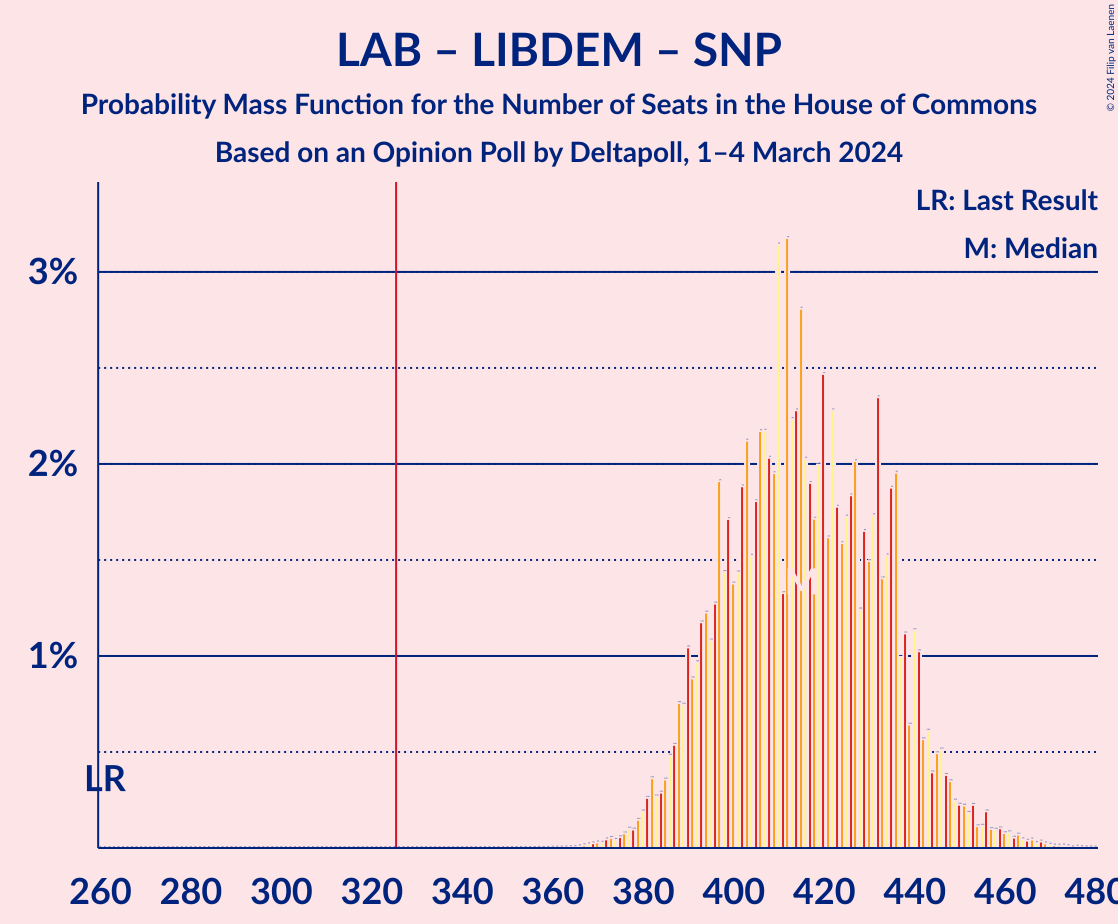 LAB – LIBDEM – SNP
Probability Mass Function for the Number of Seats in the House of Commons
Based on an Opinion Poll by Deltapoll, 1–4 March 2024
© 2024 Filip van Laenen
LR: Last Result
M: Median
3%
2%
1%
M
LR
260 280 300 320 340 360 380 400 420 440 460 480